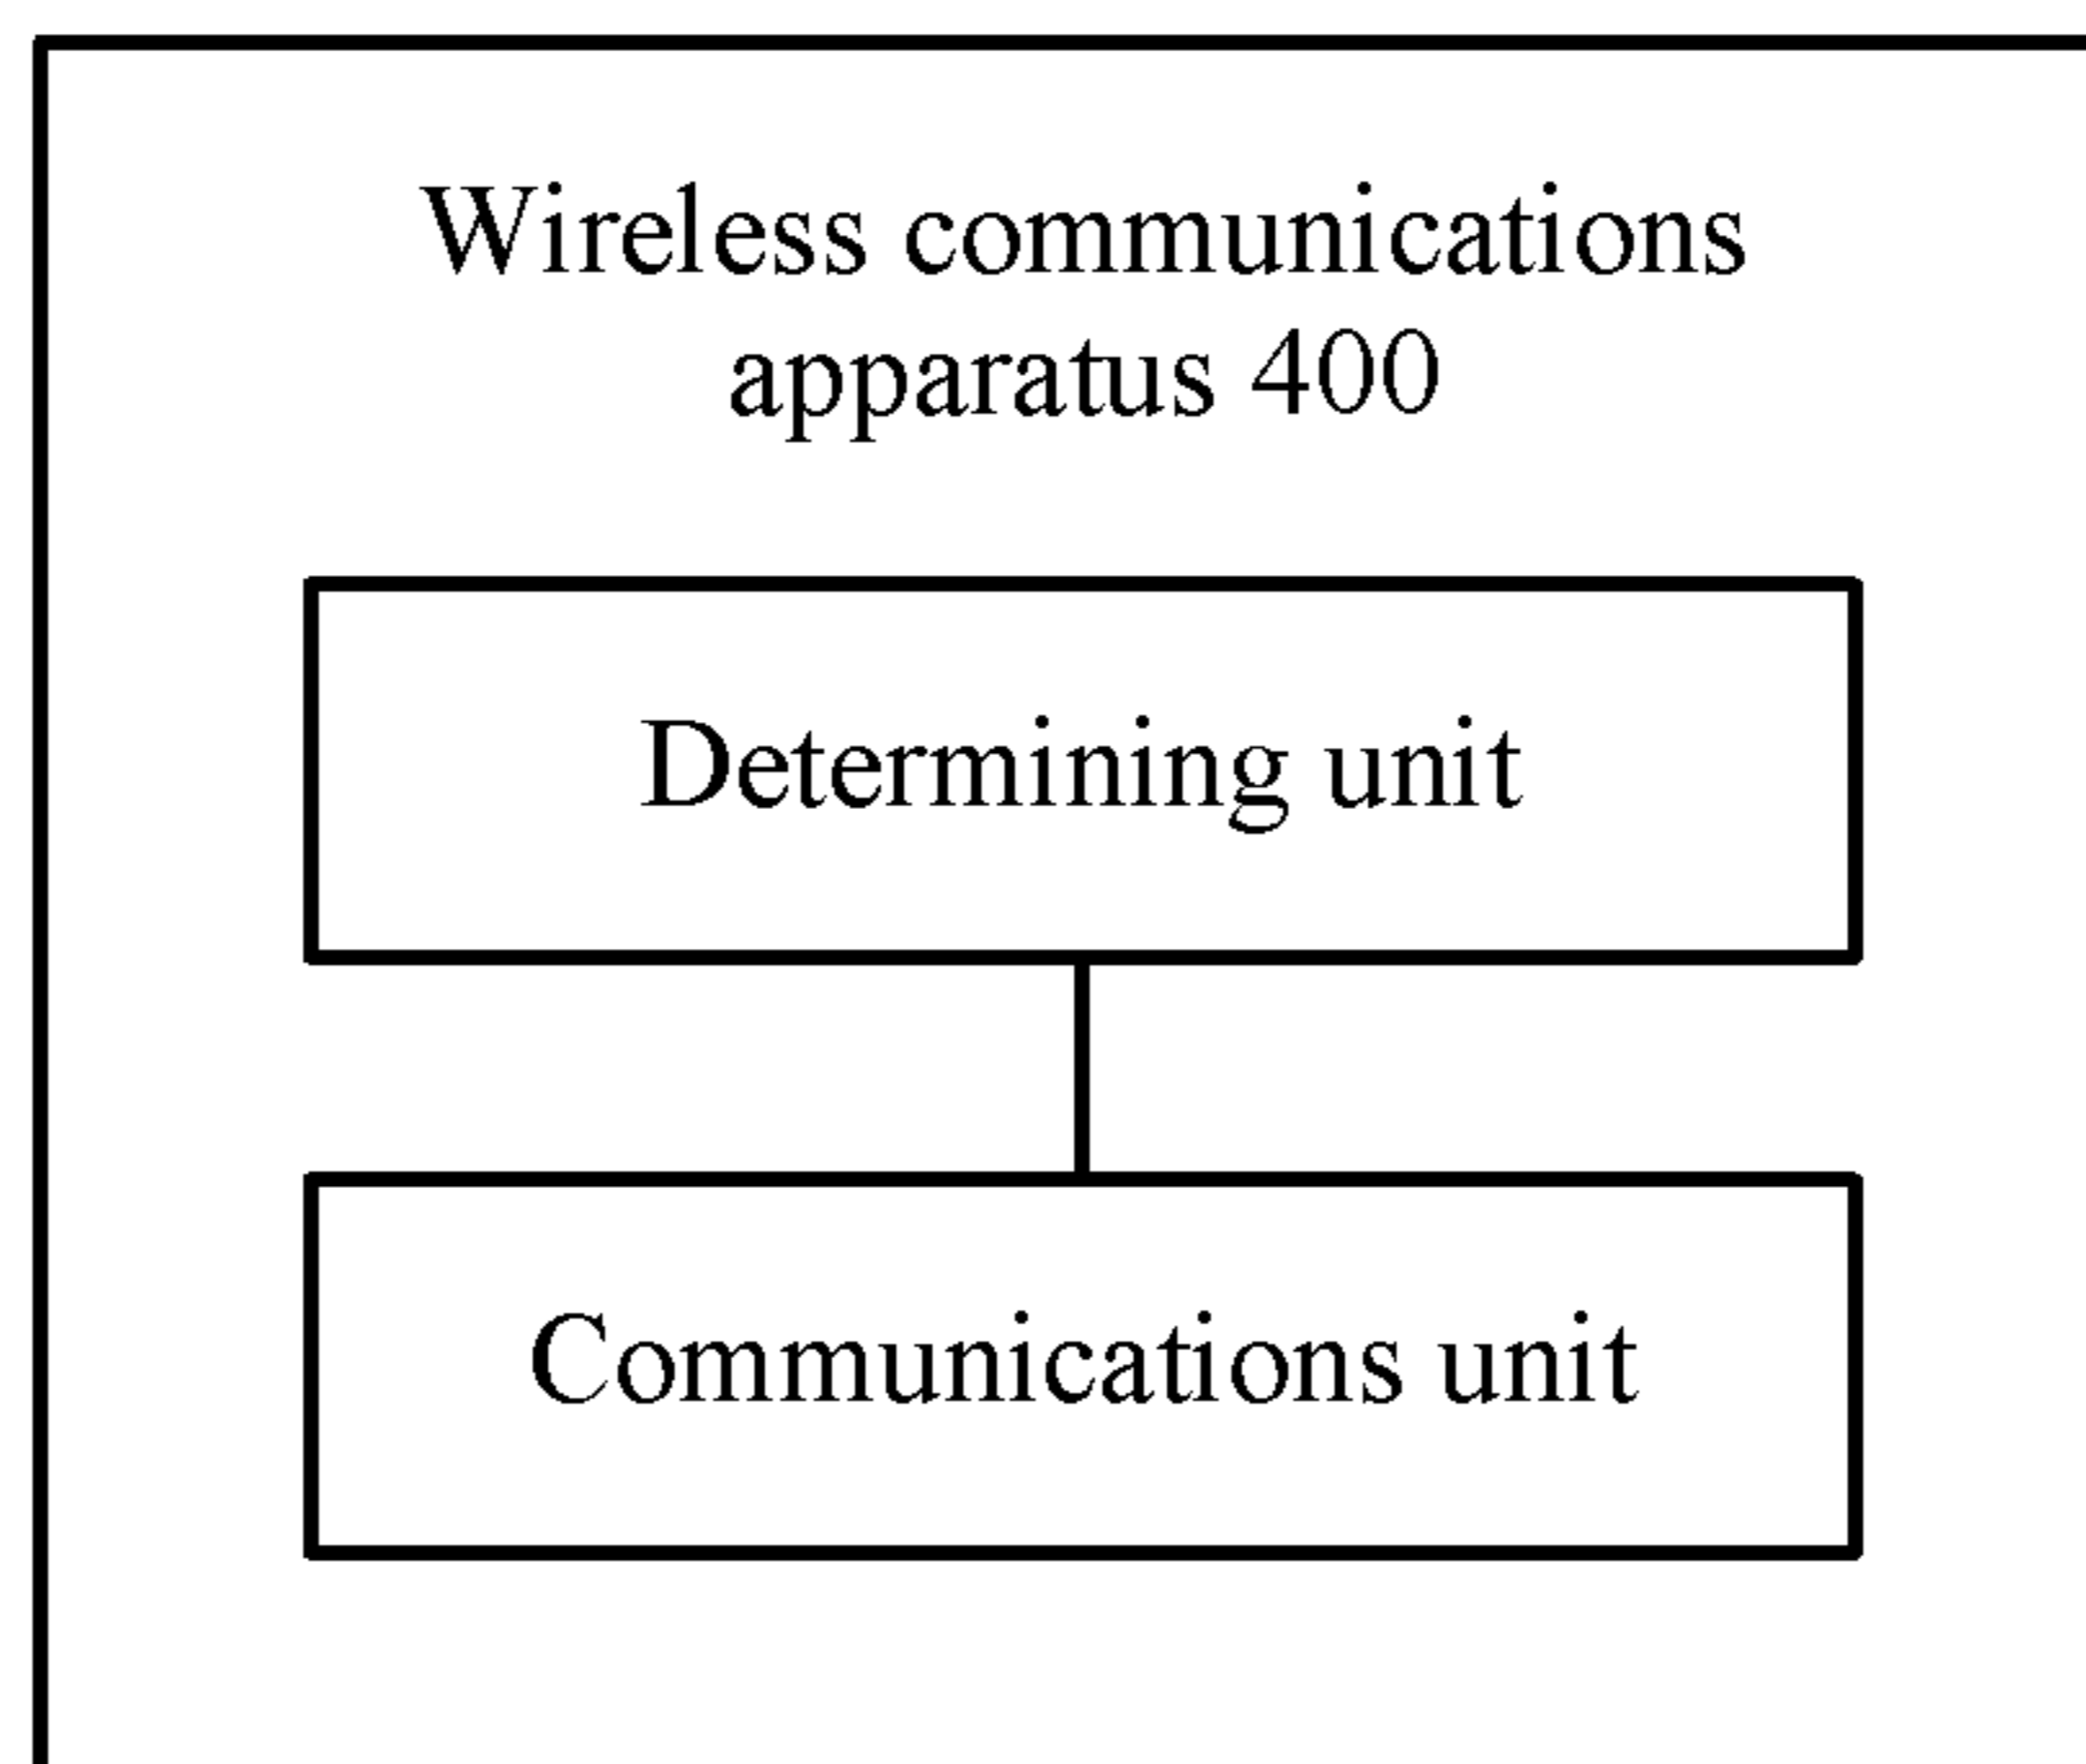 Wireless communications
apparatus 400
Determining unit
Communications unit